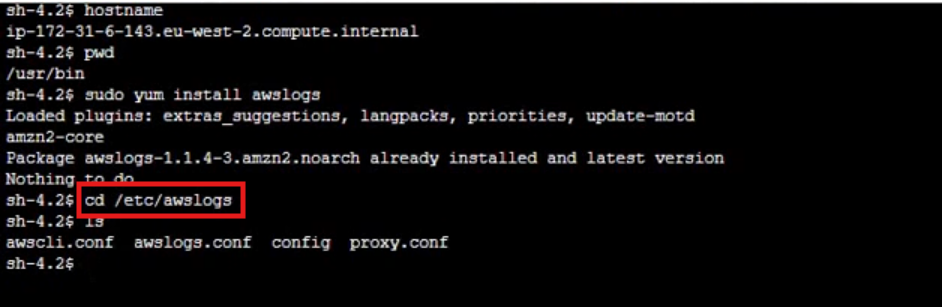 sh-4.2$ hostname
ip-172-31-6-143.eu-west-2.compute.internal
sh-4.2$ pwd
/usr/bin
sh-4.2$ sudo yum install awslogs
Loaded plugins: extras_suggestions, langpacks, priorities, update-motd
amzn2-core
Package awslogs-1.1.4-3.amzn2.noarch already installed and latest version
Nothing to do
sh-4.2$ cd /etc/awslogs
sh-4.2$ ls
awscli.conf  awslogs.conf  config  proxy.conf
sh-4.2$